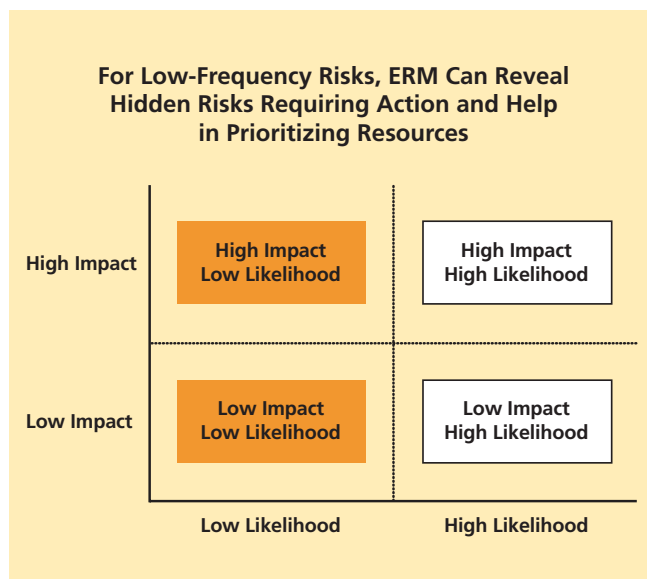 For Low-Frequency Risks, ERM Can Reveal
Hidden Risks Requiring Action and Help
in Prioritizing Resources
High Impact
High Impact
Low Likelihood
High Impact
High Likelihood
Low Impact
Low Impact
Low Likelihood
Low Impact
High Likelihood
Low Likelihood
High Likelihood